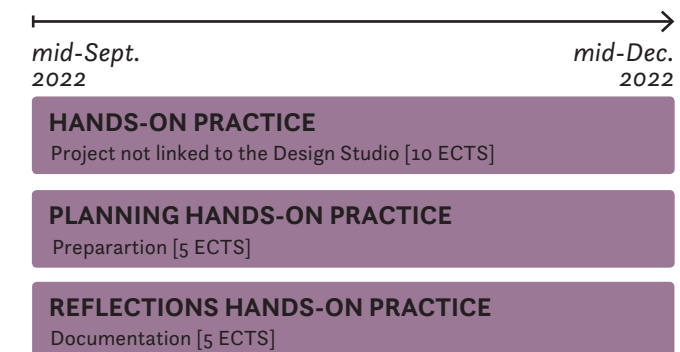 mid-Sept. mid-Dec.
2022 2022
HANDS-ON PRACTICE
Project not linked to the Design Studio [10 ECTS]
PLANNING HANDS-ON PRACTICE
Preparartion [5 ECTS]
REFLECTIONS HANDS-ON PRACTICE
Documentation [5 ECTS]